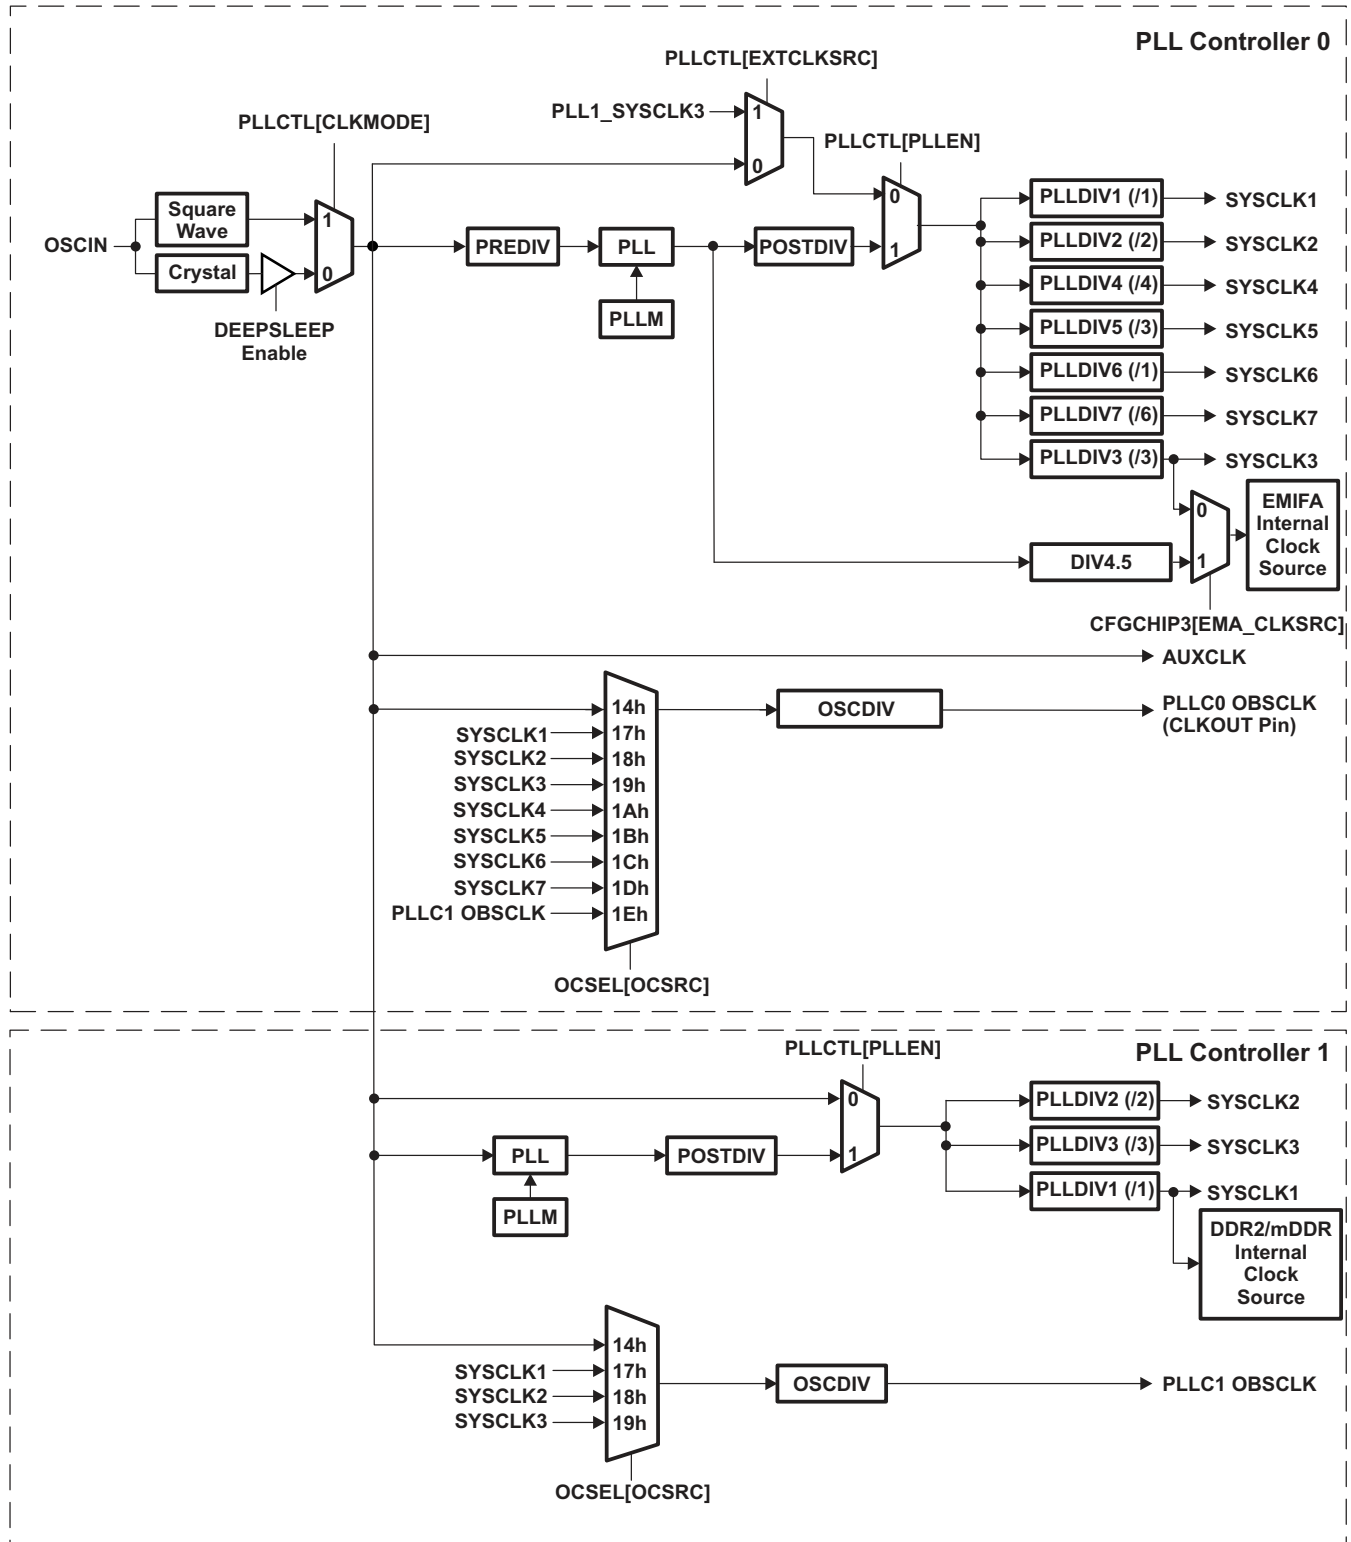 PLL Controller 0
PLLCTL[EXTCLKSRC]
PLL1_SYSCLK3
1
0
PLLCTL[CLKMODE]
PLLCTL[PLLEN]
OSCIN
Square
Wave
Crystal
1
0
DEEPSLEEP
Enable
PREDIV
PLL
PLLM
POSTDIV
0
1
PLLDIV1 (/1)
SYSCLK1
PLLDIV2 (/2)
SYSCLK2
PLLDIV4 (/4)
SYSCLK4
PLLDIV5 (/3)
SYSCLK5
PLLDIV6 (/1)
SYSCLK6
PLLDIV7 (/6)
SYSCLK7
PLLDIV3 (/3)
SYSCLK3
0
1
EMIFA
Internal
Clock
Source
DIV4.5
CFGCHIP3[EMA_CLKSRC]
AUXCLK
14h
OSCDIV
PLLC0 OBSCLK
(CLKOUT Pin)
SYSCLK1
17h
SYSCLK2
18h
SYSCLK3
19h
SYSCLK4
1Ah
SYSCLK5
1Bh
SYSCLK6
1Ch
SYSCLK7
1Dh
PLLC1 OBSCLK
1Eh
OCSEL[OCSRC]
PLL Controller 1
PLLCTL[PLLEN]
0
1
PLL
PLLM
POSTDIV
PLLDIV2 (/2)
SYSCLK2
PLLDIV3 (/3)
SYSCLK3
PLLDIV1 (/1)
SYSCLK1
DDR2/mDDR
Internal
Clock
Source
14h
SYSCLK1
17h
SYSCLK2
18h
SYSCLK3
19h
OSCDIV
PLLC1 OBSCLK
OCSEL[OCSRC]